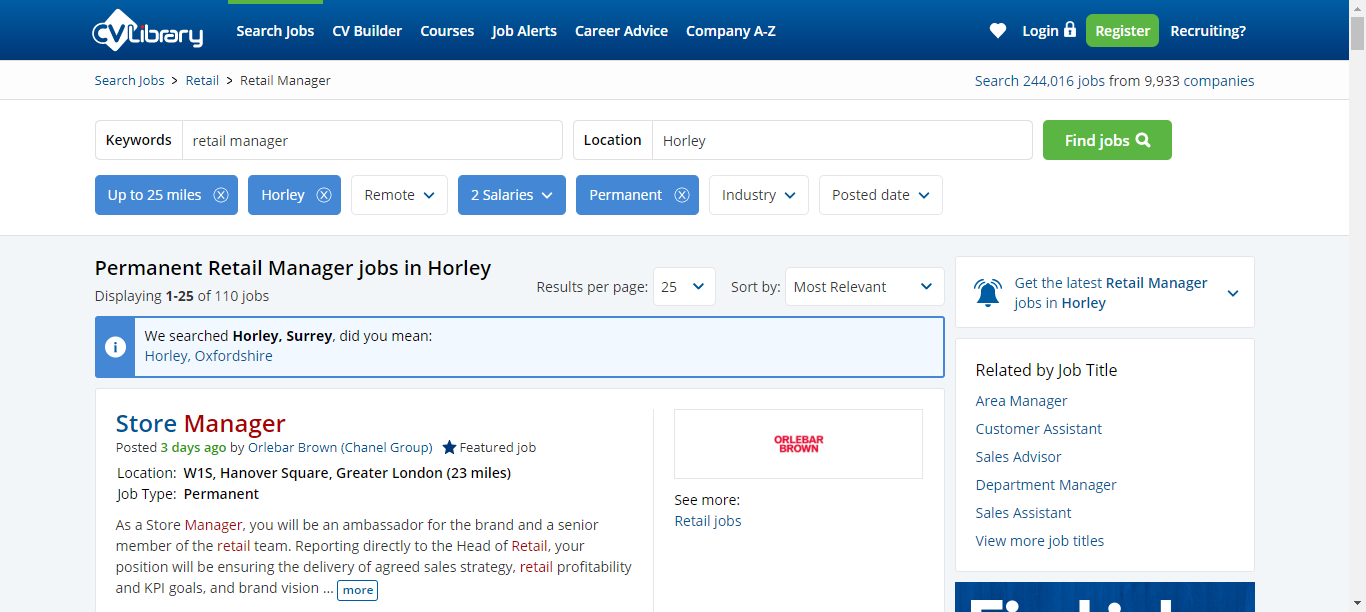 CVLibrary
Search Jobs CV Builder Courses Job Alerts Career Advice Company A-Z Login Register Recruiting?
Search Jobs > Retail > Retail Manager
Search 244,016 jobs from 9,933 companies
Keywords retail manager Location Horley Find jobs
Up to 25 miles Horley Remote 2 Salaries Permanent Industry Posted date
Permanent Retail Manager jobs in Horley
Displaying 1-25 of 110 jobs
Results per page: 25 Sort by: Most Relevant
We searched Horley, Surrey, did you mean:
Horley, Oxfordshire
Store Manager
Posted 3 days ago by Orlebar Brown (Chanel Group) Featured job
Location: W1S, Hanover Square, Greater London (23 miles)
Job Type: Permanent
As a Store Manager, you will be an ambassador for the brand and a senior
member of the retail team. Reporting directly to the Head of Retail, your
position will be ensuring the delivery of agreed sales strategy, retail profitability
and KPI goals, and brand vision ... more
ORLEBAR
BROWN
See more:
Retail jobs
Get the latest Retail Manager
jobs in Horley
Related by Job Title
Area Manager
Customer Assistant
Sales Advisor
Department Manager
Sales Assistant
View more job titles